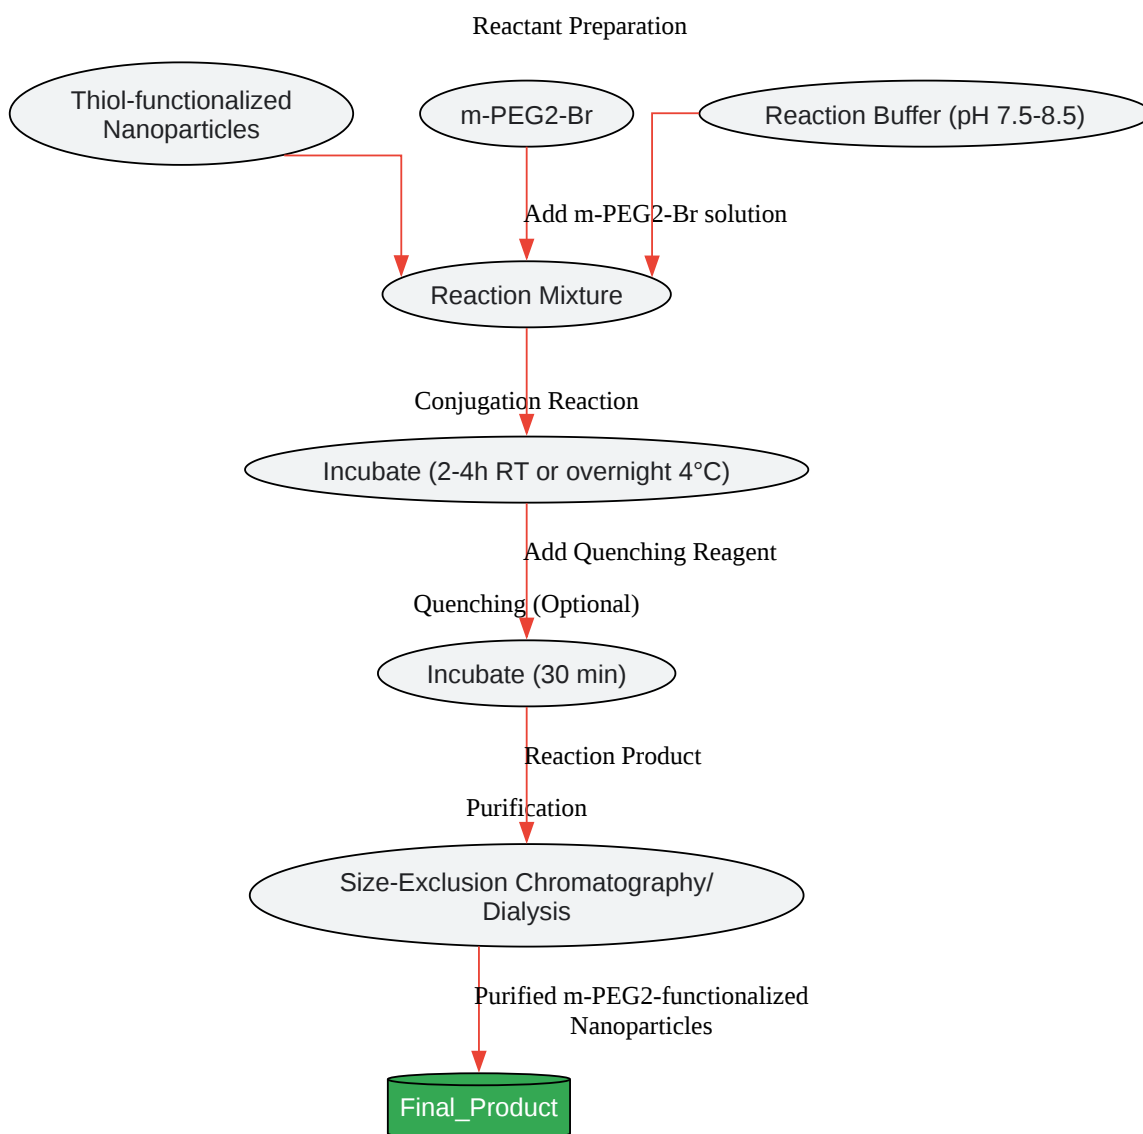 Reactant Preparation
Thiol-functionalized
Nanoparticles
m-PEG2-Br
Reaction Buffer (pH 7.5-8.5)
Add m-PEG2-Br solution
Reaction Mixture
Conjugation Reaction
Incubate (2-4h RT or overnight 4°C)
Add Quenching Reagent
Quenching (Optional)
Incubate (30 min)
Reaction Product
Purification
Size-Exclusion Chromatography/
Dialysis
Purified m-PEG2-functionalized
Nanoparticles
Final_Product